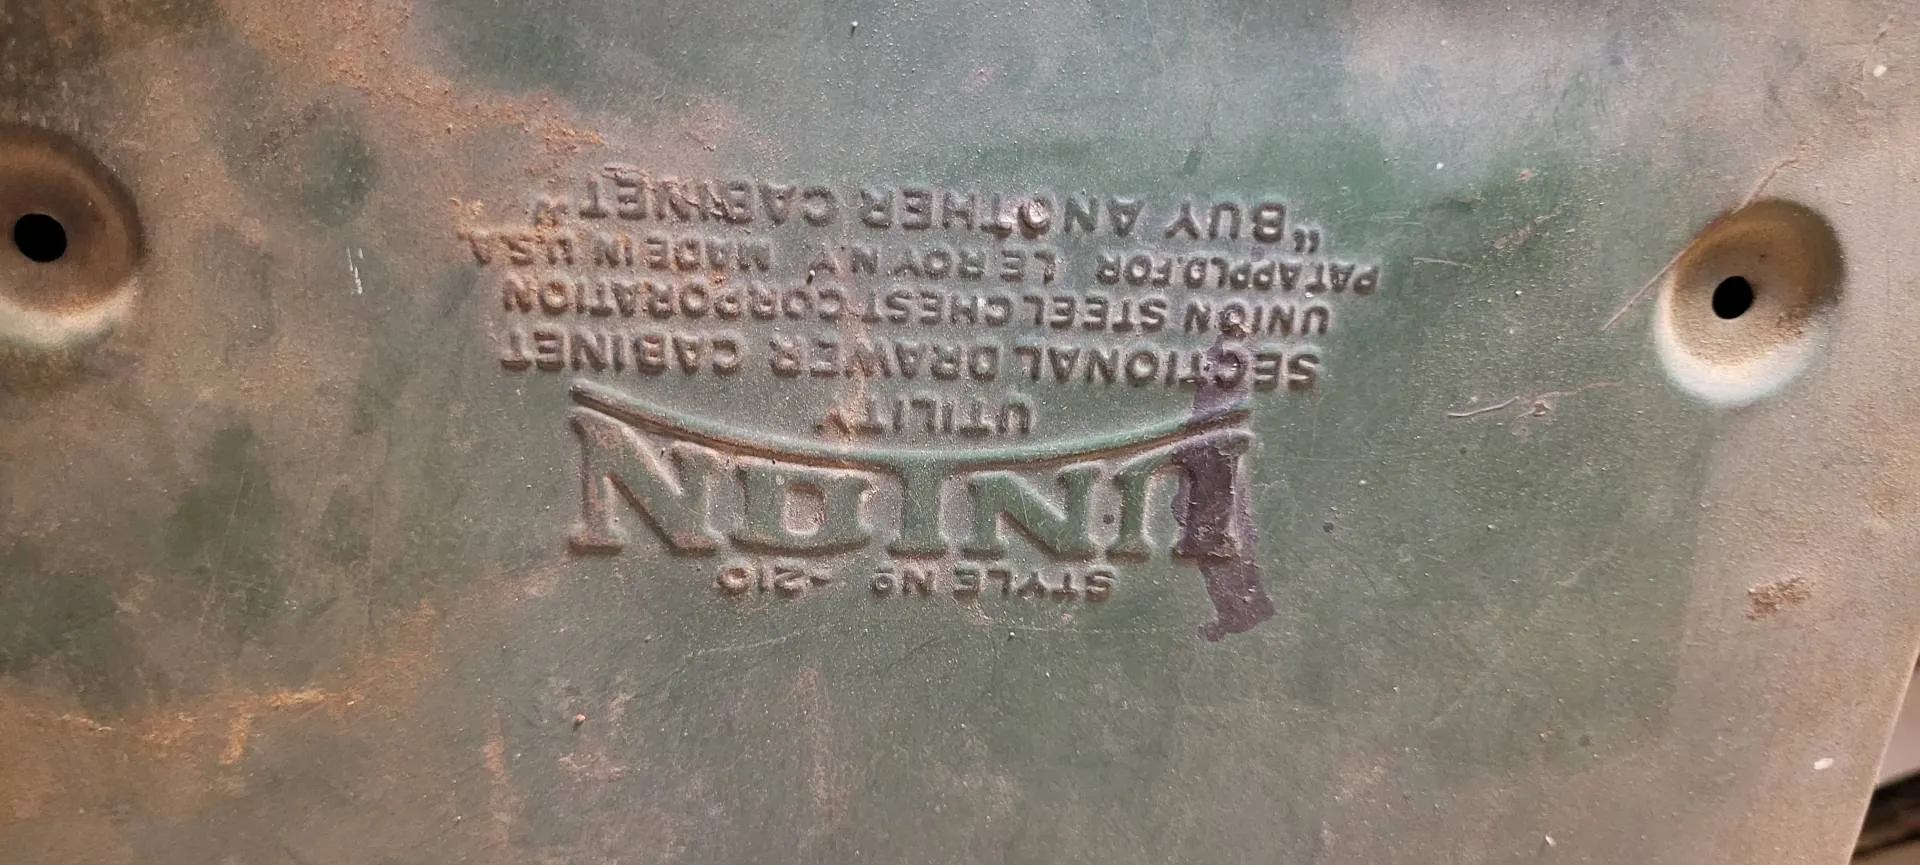 STYLE Nº -210
UNION
UTILITY
SECTIONAL DRAWER CABINET
UNION STEEL CHEST CORPORATION
PAT.APPLD.FOR LE ROY N.Y. MADE IN U.S.A.
"BUY ANOTHER CABINET"